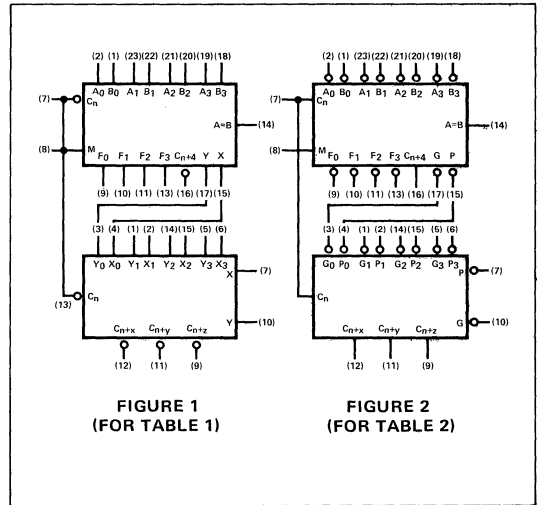 (2) (1) (23) (22) (21) (20) (19) (18)
A0 B0 A1 B1 A2 B2 A3 B3
(7) Cn
A=B (14)
(8) M
F0 F1 F2 F3 Cn+4 Y X
(9) (10) (11) (13) (16) (17) (15)
(3) (4) (1) (2) (14) (15) (5) (6)
Y0 X0 Y1 X1 Y2 X2 Y3 X3
X (7)
Cn
(13)
Y (10)
Cn+x Cn+y Cn+z
(12) (11) (9)
FIGURE 1
(FOR TABLE 1)
(2) (1) (23) (22) (21) (20) (19) (18)
A0 B0 A1 B1 A2 B2 A3 B3
(7) Cn
A=B (14)
(8) M
F0 F1 F2 F3 Cn+4 G P
(9) (10) (11) (13) (16) (17) (15)
(3) (4) (1) (2) (14) (15) (5) (6)
G0 P0 G1 P1 G2 P2 G3 P3
P (7)
Cn
G (10)
Cn+x Cn+y Cn+z
(12) (11) (9)
FIGURE 2
(FOR TABLE 2)